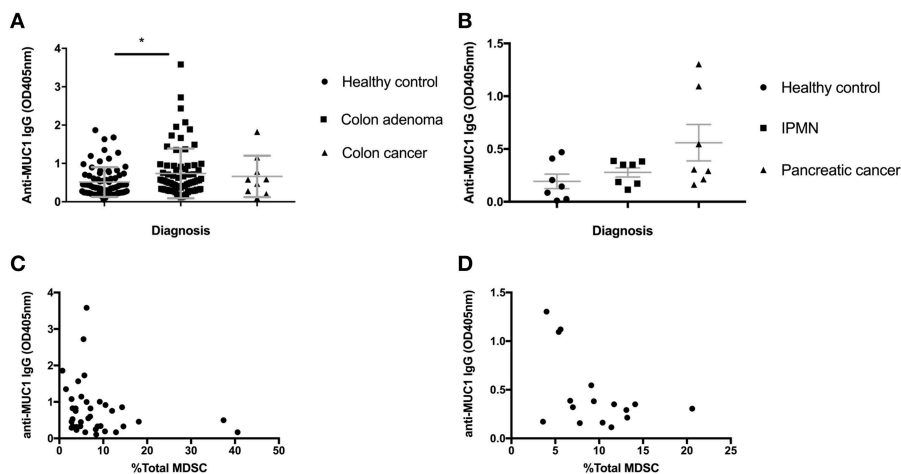 A
Anti-MUC1 IgG (OD405nm)
4
3
2
1
0
*
Diagnosis
Healthy control
Colon adenoma
Colon cancer
B
Anti-MUC1 IgG (OD405nm)
1.5
1.0
0.5
0.0
Diagnosis
Healthy control
IPMN
Pancreatic cancer
C
anti-MUC1 IgG (OD405nm)
4
3
2
1
0
0 10 20 30 40 50
%Total MDSC
D
anti-MUC1 IgG (OD405nm)
1.5
1.0
0.5
0.0
0 5 10 15 20 25
%Total MDSC